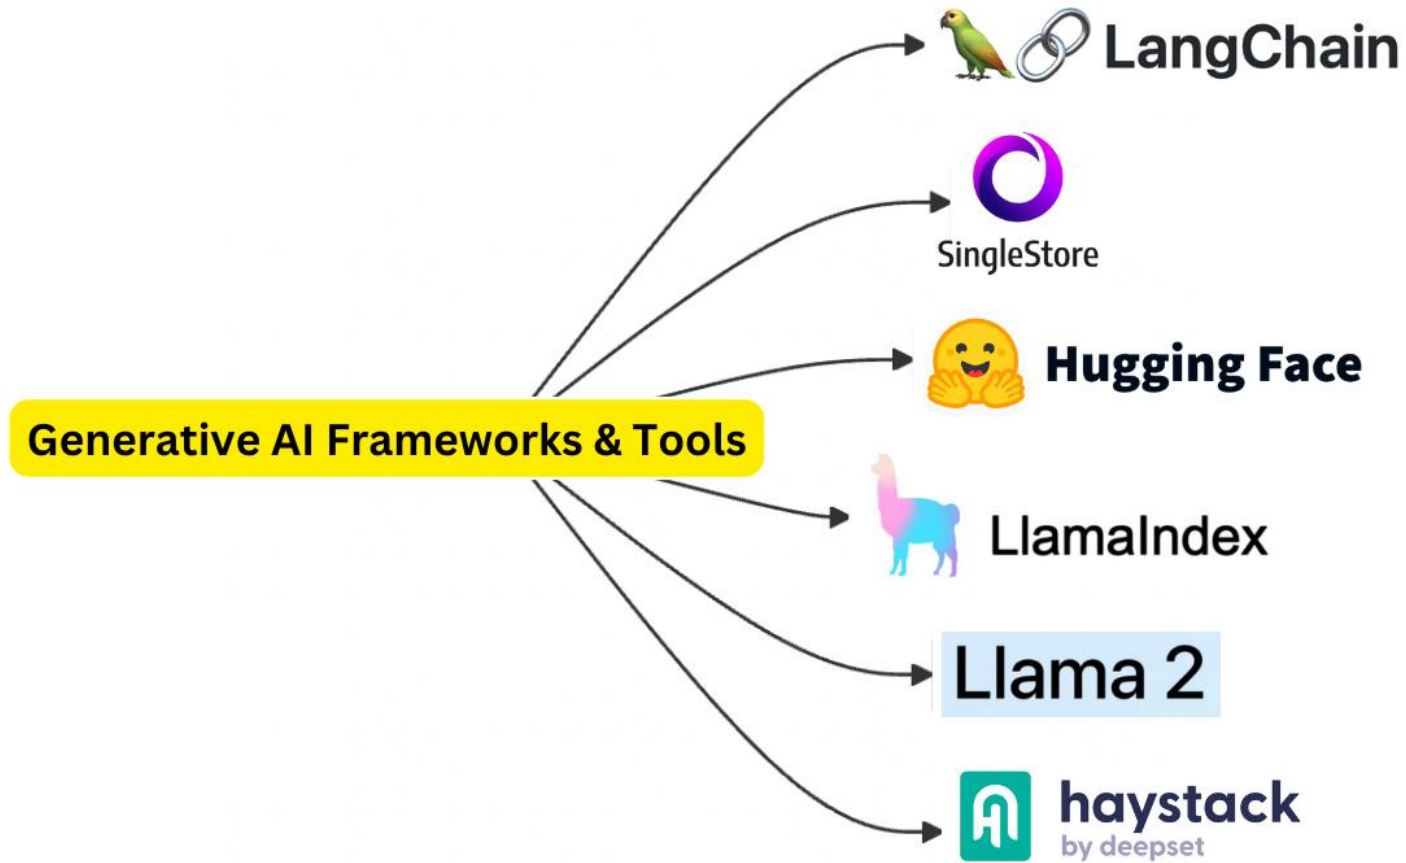 LangChain
SingleStore
Hugging Face
Generative AI Frameworks & Tools
LlamaIndex
Llama 2
haystack
by deepset